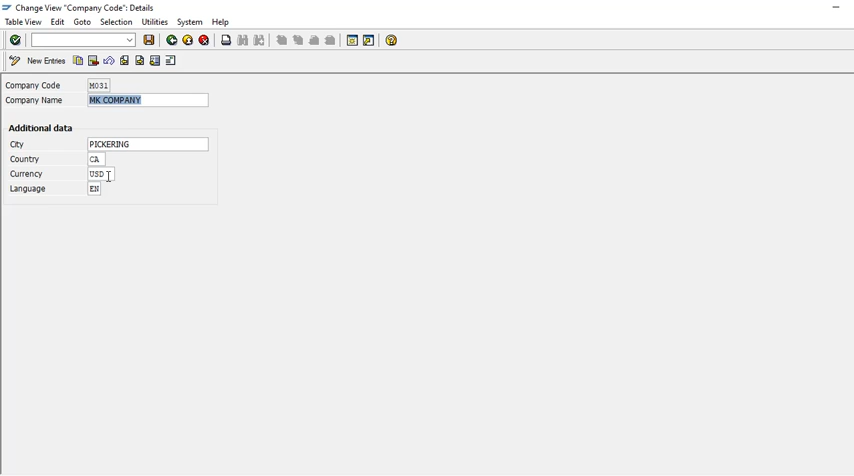 Change View "Company Code": Details
Table View Edit Goto Selection Utilities System Help
New Entries
Company Code M031
Company Name MK COMPANY
Additional data
City PICKERING
Country CA
Currency USD
Language EN